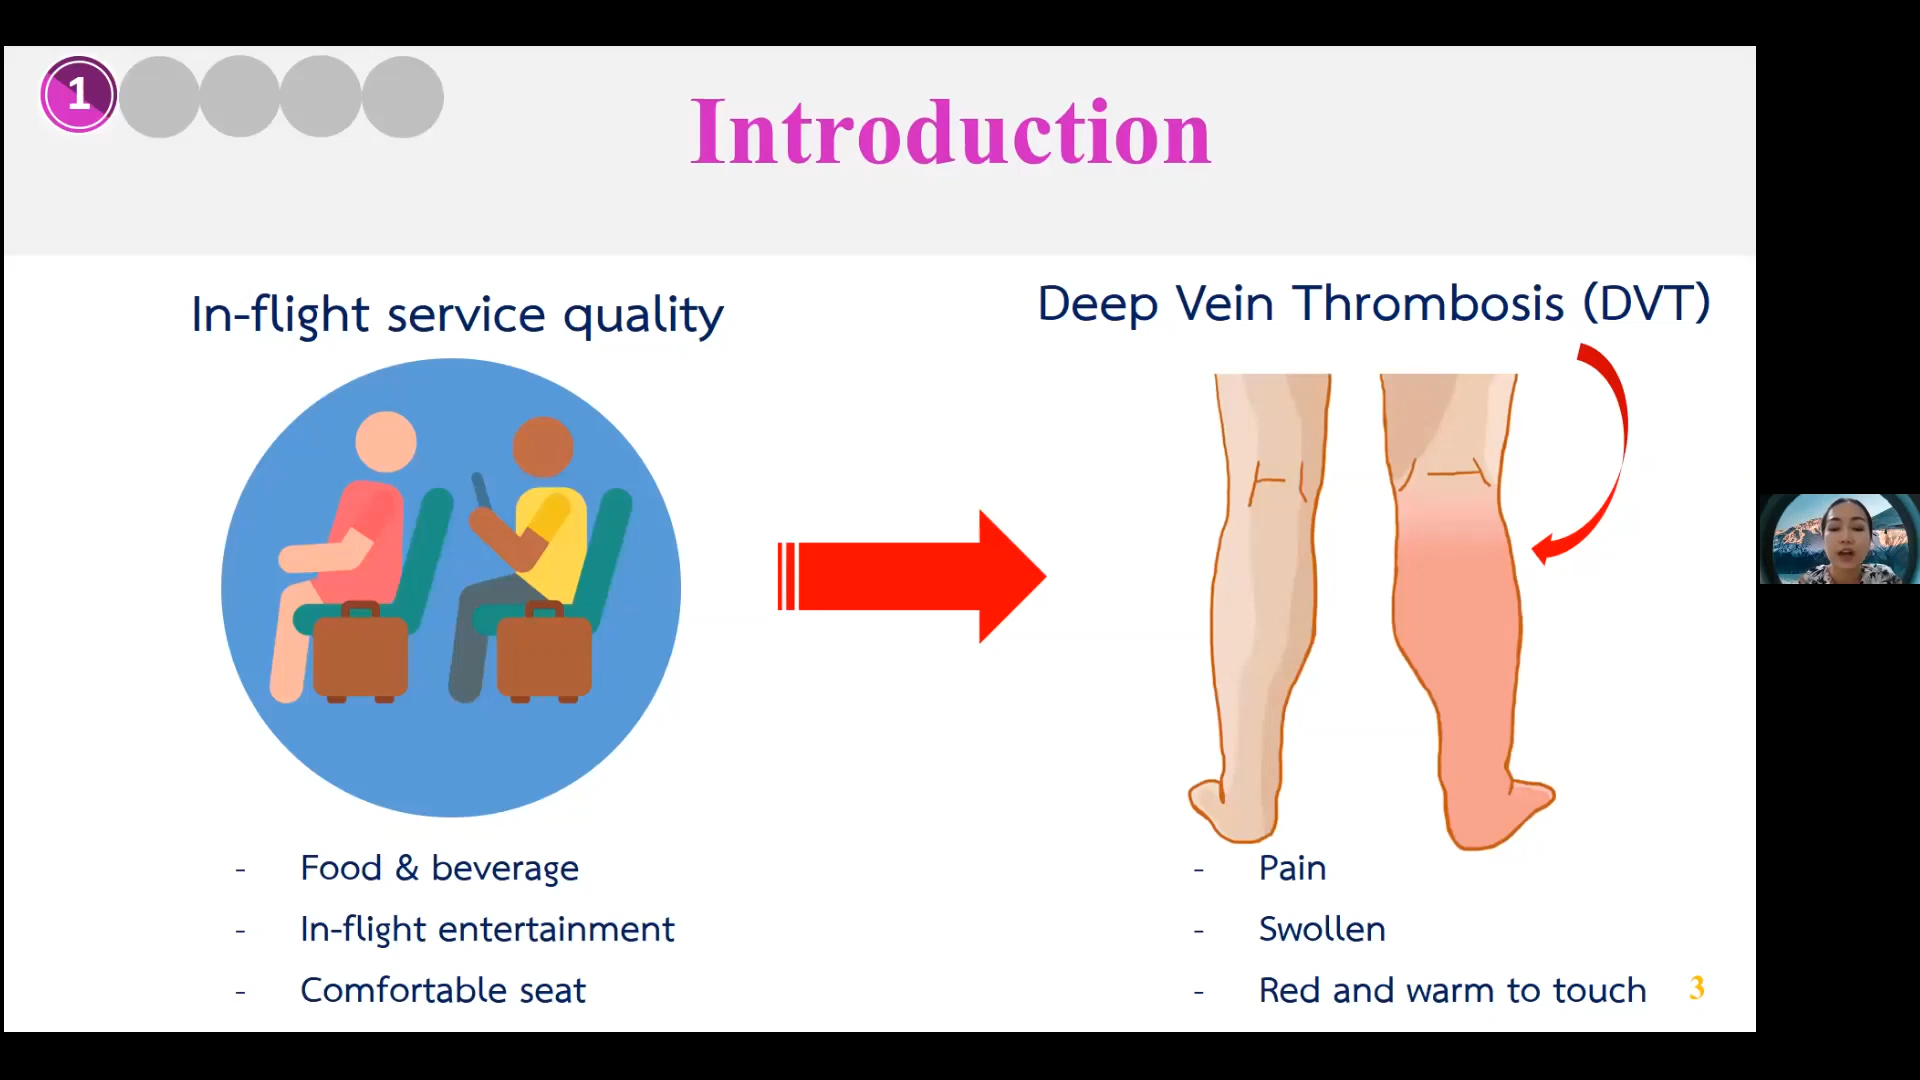 1
Introduction
In-flight service quality
- Food & beverage
- In-flight entertainment
- Comfortable seat
Deep Vein Thrombosis (DVT)
- Pain
- Swollen
- Red and warm to touch
3